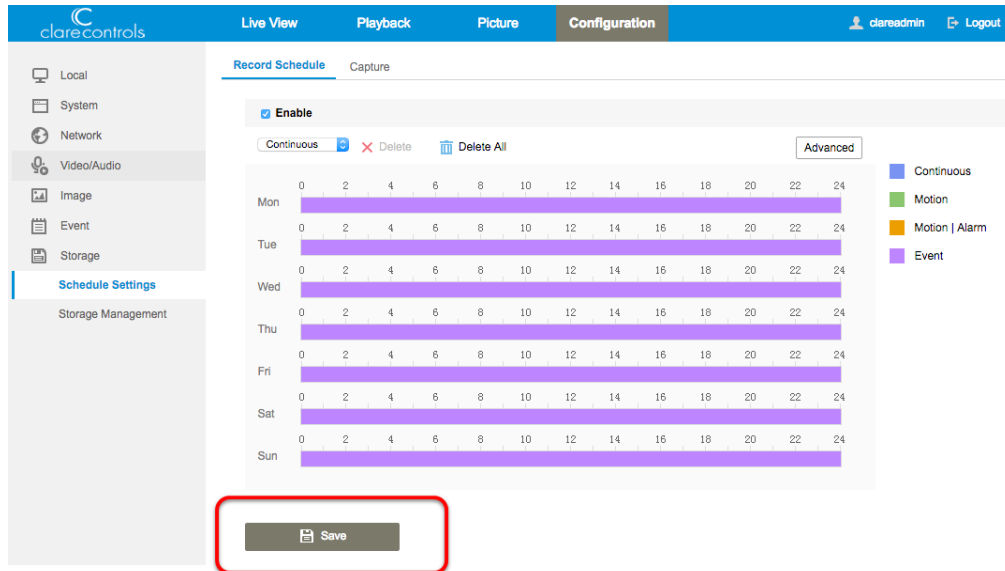 clarecontrols Live View Playback Picture Configuration clareadmin Logout
Record Schedule Capture
Local
System
Network
Video/Audio
Image
Event
Storage
Schedule Settings
Storage Management
Enable
Continuous Delete Delete All Advanced
0 2 4 6 8 10 12 14 16 18 20 22 24
Mon
0 2 4 6 8 10 12 14 16 18 20 22 24
Tue
0 2 4 6 8 10 12 14 16 18 20 22 24
Wed
0 2 4 6 8 10 12 14 16 18 20 22 24
Thu
0 2 4 6 8 10 12 14 16 18 20 22 24
Fri
0 2 4 6 8 10 12 14 16 18 20 22 24
Sat
0 2 4 6 8 10 12 14 16 18 20 22 24
Sun
Continuous
Motion
Motion | Alarm
Event
Save